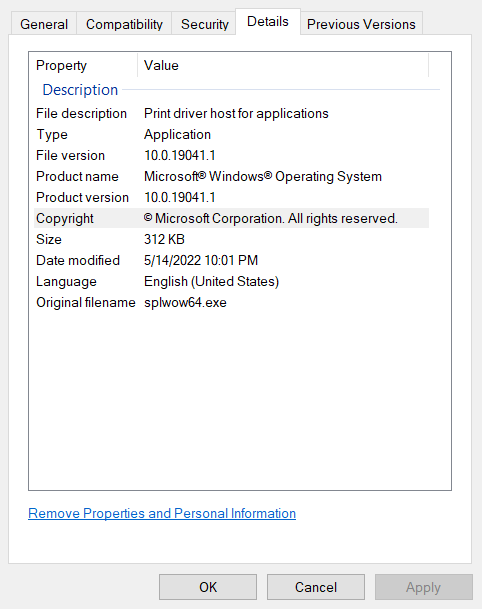 General Compatibility Security Details Previous Versions
Property Value
Description
File description Print driver host for applications
Type Application
File version 10.0.19041.1
Product name Microsoft® Windows® Operating System
Product version 10.0.19041.1
Copyright © Microsoft Corporation. All rights reserved.
Size 312 KB
Date modified 5/14/2022 10:01 PM
Language English (United States)
Original filename splwow64.exe
Remove Properties and Personal Information
OK Cancel Apply